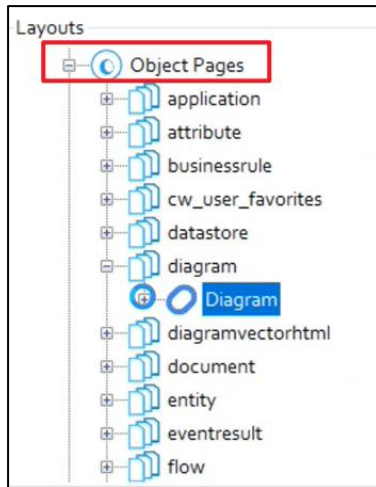 Layouts
Object Pages
application
attribute
businessrule
cw_user_favorites
datastore
diagram
Diagram
diagramvectorhtml
document
entity
eventresult
flow